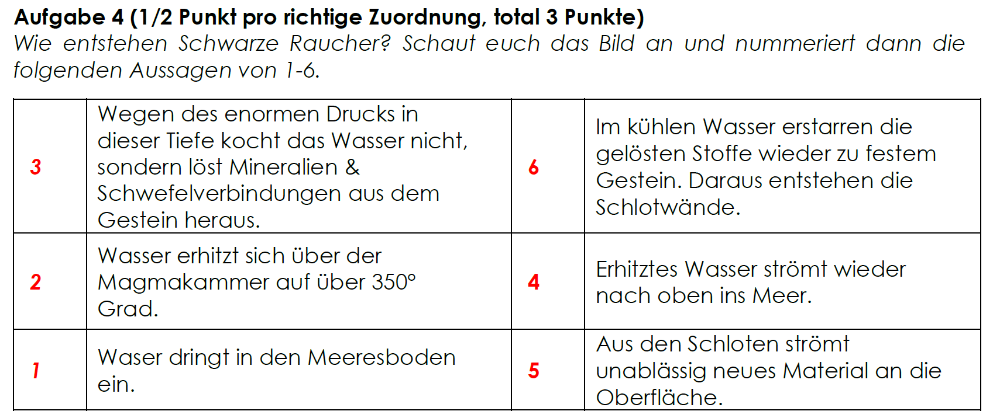 Aufgabe 4 (1/2 Punkt pro richtige Zuordnung, total 3 Punkte)
Wie entstehen Schwarze Raucher? Schaut euch das Bild an und nummeriert dann die
folgenden Aussagen von 1-6.
3
Wegen des enormen Drucks in
dieser Tiefe kocht das Wasser nicht,
sondern löst Mineralien &
Schwefelverbindungen aus dem
Gestein heraus.
6
Im kühlen Wasser erstarren die
gelösten Stoffe wieder zu festem
Gestein. Daraus entstehen die
Schlotwände.
2
Wasser erhitzt sich über der
Magmakammer auf über 350°
Grad.
4
Erhitztes Wasser strömt wieder
nach oben ins Meer.
1
Waser dringt in den Meeresboden
ein.
5
Aus den Schloten strömt
unablässig neues Material an die
Oberfläche.